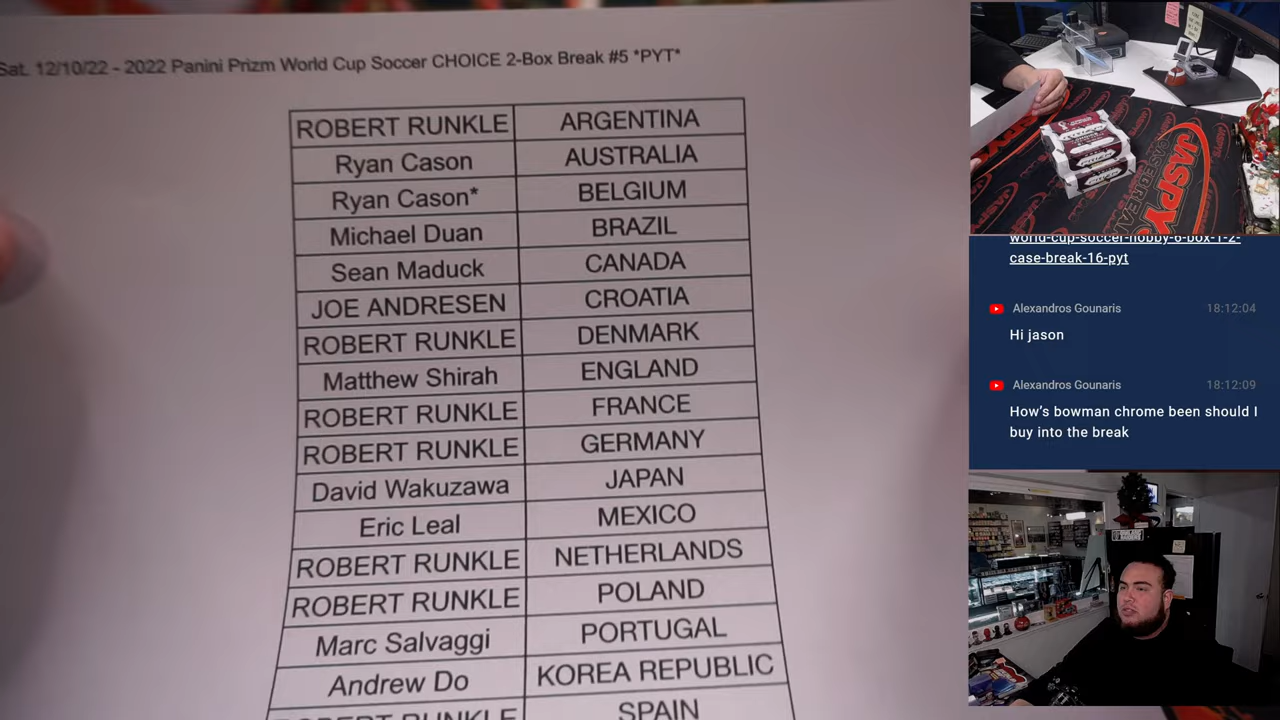 Sat. 12/10/22 - 2022 Panini Prizm World Cup Soccer CHOICE 2-Box Break #5 *PYT*
ROBERT RUNKLE ARGENTINA
Ryan Cason AUSTRALIA
Ryan Cason* BELGIUM
Michael Duan BRAZIL
Sean Maduck CANADA
JOE ANDRESEN CROATIA
ROBERT RUNKLE DENMARK
Matthew Shirah ENGLAND
ROBERT RUNKLE FRANCE
ROBERT RUNKLE GERMANY
David Wakuzawa JAPAN
Eric Leal MEXICO
ROBERT RUNKLE NETHERLANDS
ROBERT RUNKLE POLAND
Marc Salvaggi PORTUGAL
Andrew Do KOREA REPUBLIC
ROBERT RUNKLE SPAIN
JASPY
CASEBREAK
world-cup-soccer-hobby-6-box-1-2-
case-break-16-pyt
Alexandros Gounaris 18:12:04
Hi jason
Alexandros Gounaris 18:12:09
How's bowman chrome been should I
buy into the break